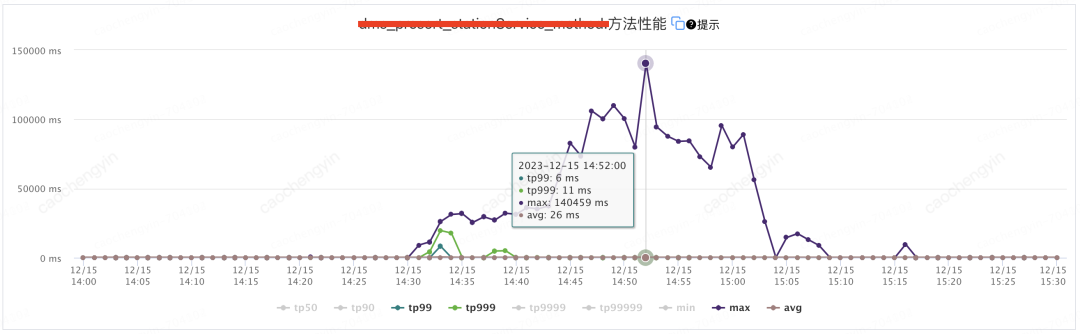 方法性能 ?提示
150000 ms
100000 ms
50000 ms
0 ms
2023-12-15 14:52:00
tp99: 6 ms
tp999: 11 ms
max: 140459 ms
avg: 26 ms
12/15 12/15 12/15 12/15 12/15 12/15 12/15 12/15 12/15 12/15 12/15 12/15 12/15 12/15 12/15 12/15 12/15 12/15 12/15
14:00 14:05 14:10 14:15 14:20 14:25 14:30 14:35 14:40 14:45 14:50 14:55 15:00 15:05 15:10 15:15 15:20 15:25 15:30
tp50 tp90 tp99 tp999 tp9999 tp99999 min max avg
caochengyin caochengyin caochengyin caochengyin